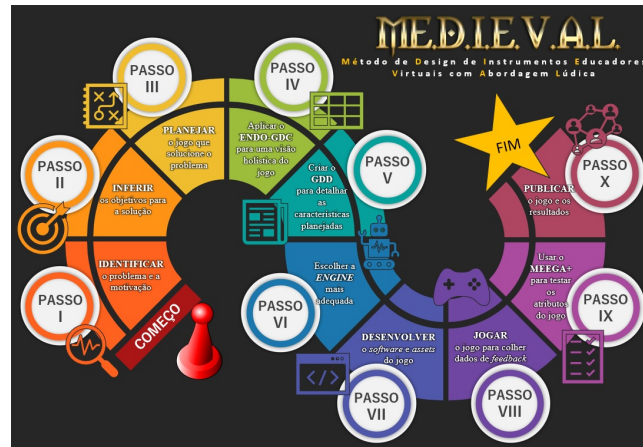 M.E.D.I.E.V.A.L.
Método de Design de Instrumentos Educadores
Virtuais com Abordagem Lúdica
COMEÇO
PASSO
I
IDENTIFICAR
o problema e a
motivação
PASSO
II
INFERIR
os objetivos para
a solução
PASSO
III
PLANEJAR
o jogo que
solucione o
problema
PASSO
IV
Aplicar o
ENDO-GDC
para uma visão
holística do
jogo
PASSO
V
Criar o
GDD
para detalhar
as
características
planejadas
PASSO
VI
Escolher a
ENGINE
mais
adequada
PASSO
VII
DESENVOLVER
o software e assets
do jogo
PASSO
VIII
JOGAR
o jogo para colher
dados de feedback
PASSO
IX
Usar o
MEEGA+
para testar
os
atributos
do jogo
PASSO
X
PUBLICAR
o jogo e os
resultados
FIM